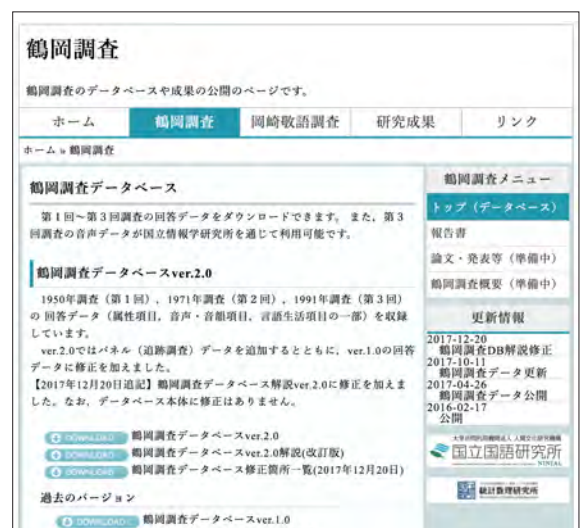 鶴岡調査
鶴岡調査のデータベースや成果の公開のページです。
ホーム 鶴岡調査 岡崎敬語調査 研究成果 リンク
ホーム » 鶴岡調査
鶴岡調査データベース
第1回~第3回調査の回答データをダウンロードできます。 また、第3
回調査の音声データが国立情報学研究所を通じて利用可能です。
鶴岡調査データベースver.2.0
1950年調査（第1回）, 1971年調査（第2回）, 1991年調査（第3回）
の 回答データ（属性項目, 音声・音韻項目, 言語生活項目の一部）を収録
しています。
ver.2.0ではパネル（追跡調査）データを追加するとともに, ver.1.0の回答
データに修正を加えました。
【2017年12月20日追記】鶴岡調査データベース解説ver.2.0に修正を加えま
した。なお, データベース本体に修正はありません。
DOWNLOAD 鶴岡調査データベースver.2.0
DOWNLOAD 鶴岡調査データベースver.2.0解説(改訂版)
DOWNLOAD 鶴岡調査データベース修正箇所一覧(2017年12月20日)
過去のバージョン
DOWNLOAD 鶴岡調査データベースver.1.0
鶴岡調査メニュー
トップ（データベース）
報告書
論文・発表等（準備中）
鶴岡調査概要（準備中）
更新情報
2017-12-20
鶴岡調査DB解説修正
2017-10-11
鶴岡調査データ更新
2017-04-26
鶴岡調査データ公開
2016-02-17
公開
大学共同利用機関法人 人間文化研究機構
国立国語研究所
NINJAL
統計数理研究所